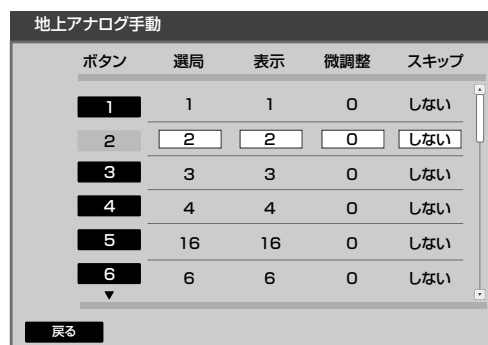 地上アナログ手動
ボタン 選局 表示 微調整 スキップ
1 1 1 0 しない
2 2 2 0 しない
3 3 3 0 しない
4 4 4 0 しない
5 16 16 0 しない
6 6 6 0 しない
戻る